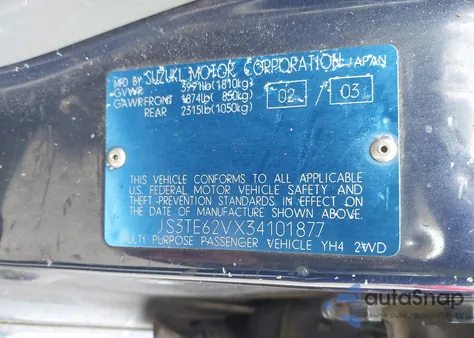 MFD BY SUZUKI MOTOR CORPORATION JAPAN
GVWR 3991lb(1810kg)
GAWRFRONT 1874lb( 850kg) 02 / 03
REAR 2315lb(1050kg)
THIS VEHICLE CONFORMS TO ALL APPLICABLE
U.S. FEDERAL MOTOR VEHICLE SAFETY AND
THEFT PREVENTION STANDARDS IN EFFECT ON
THE DATE OF MANUFACTURE SHOWN ABOVE.
JS3TE62VX34101877
MULTI PURPOSE PASSENGER VEHICLE YH4 2WD
autoSnap